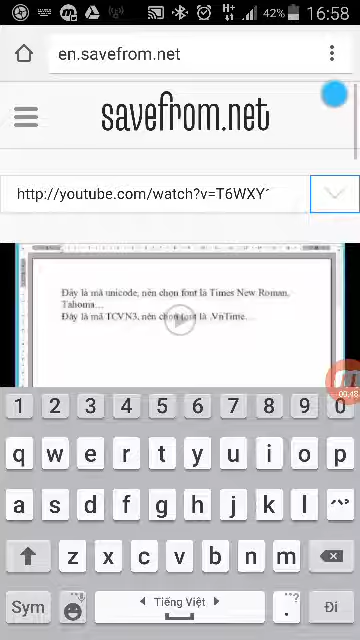 42% 16:58
en.savefrom.net
savefrom.net
http://youtube.com/watch?v=T6WXY
Đây là mã unicode, nên chọn font là Times New Roman,
Tahoma...
Đây là mã TCVN3, nên chọn font là .VnTime...
00:48
1 2 3 4 5 6 7 8 9 0
q w e r t y u i o p
a s d f g h j k l ^^
z x c v b n m
Sym Tiếng Việt . ...? Đi